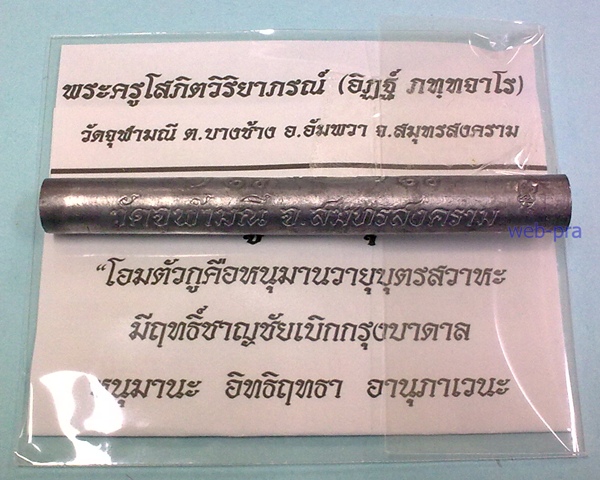 พระครูโสภิตวิริยาภรณ์ (อิฏฐ์ ภทฺทจาโร)
วัดจุฬามณี ต.บางช้าง อ.อัมพวา จ.สมุทรสงคราม
วัดจุฬามณี จ.สมุทรสงคราม
web-pra
“โอมตัวกูคือหนุมานวายุบุตรสวาหะ
มีฤทธิ์ชาญชัยเบิกกรุงบาดาล
หนุมานะ อิทธิฤทธา อานุภาเวนะ